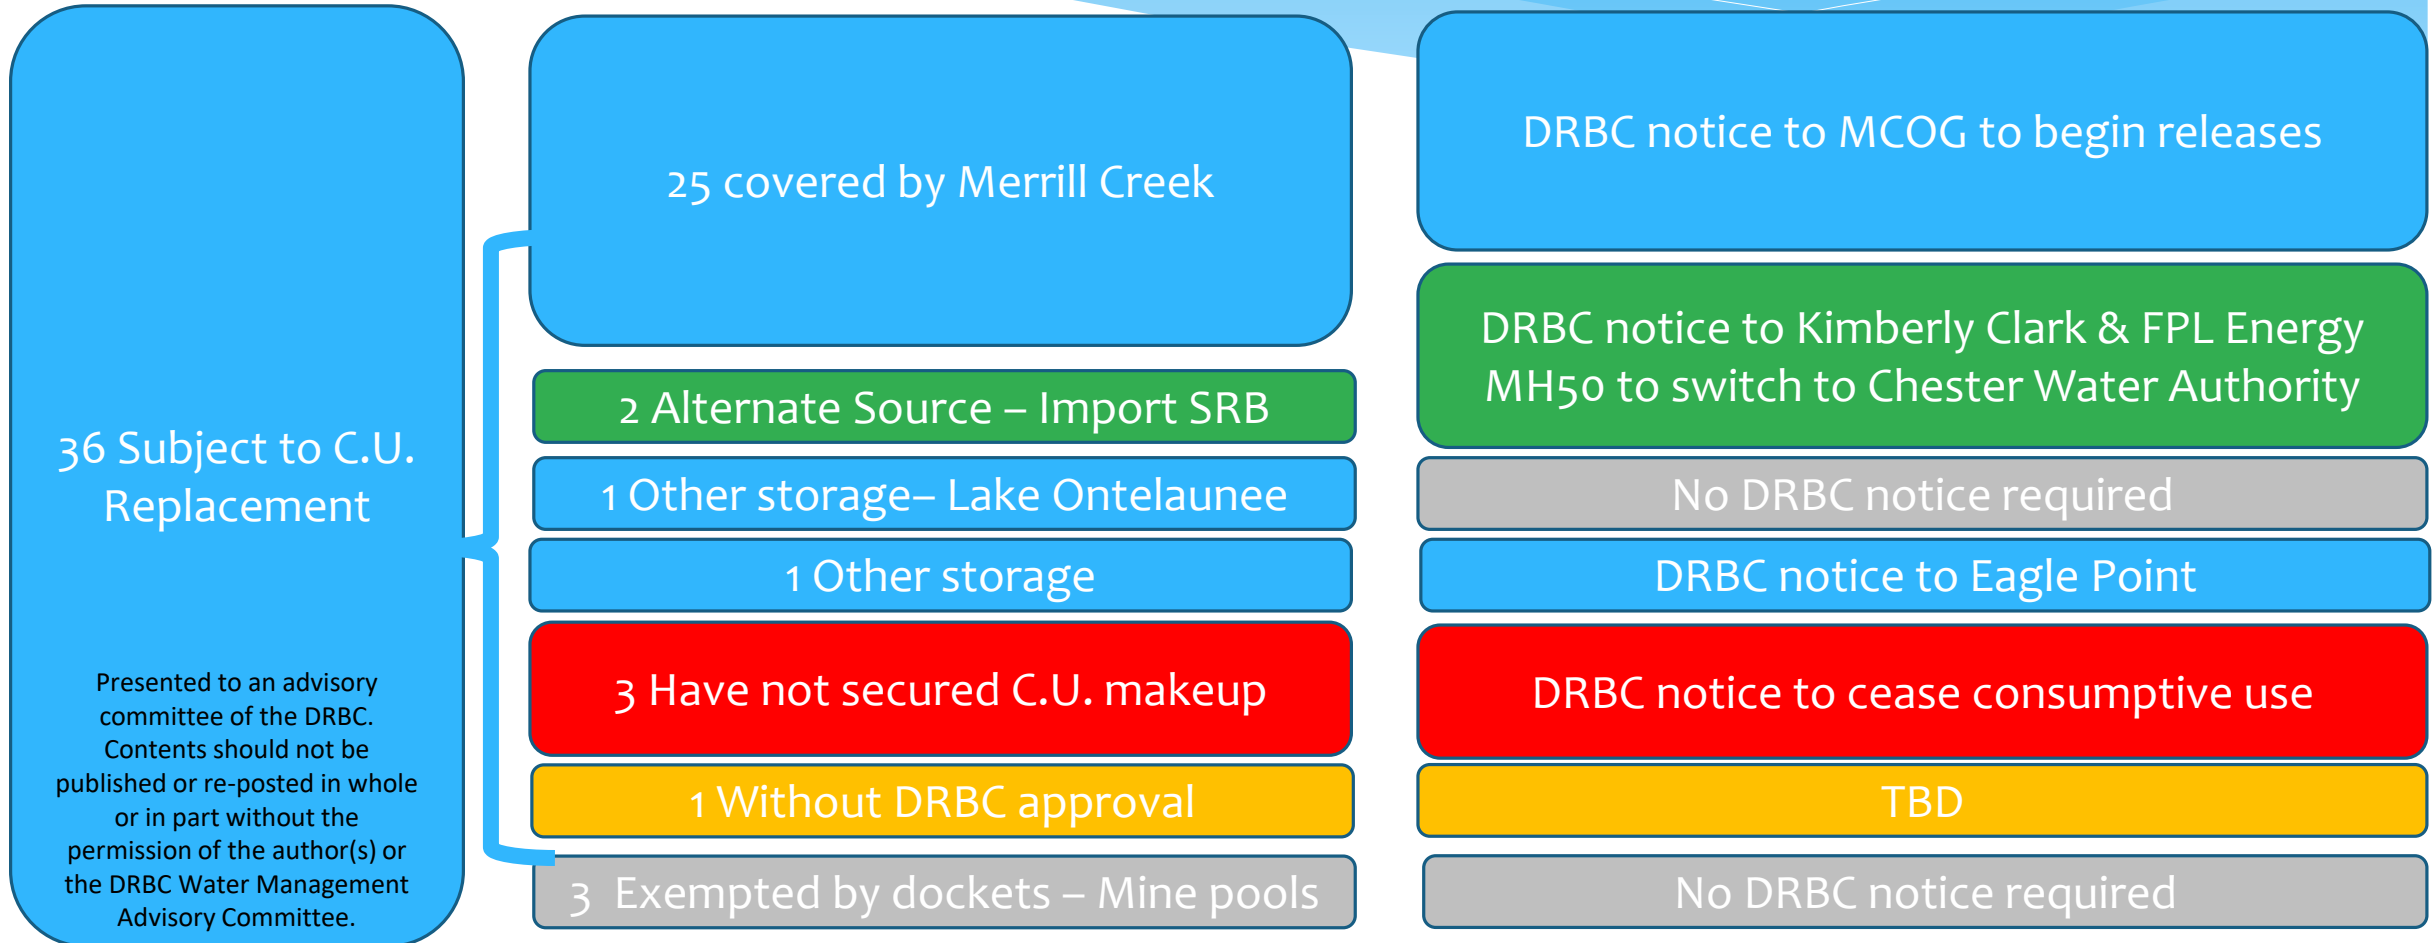 36 Subject to C.U.
Replacement
Presented to an advisory
committee of the DRBC.
Contents should not be
published or re-posted in whole
or in part without the
permission of the author(s) or
the DRBC Water Management
Advisory Committee.
25 covered by Merrill Creek
2 Alternate Source – Import SRB
1 Other storage– Lake Ontelaunee
1 Other storage
3 Have not secured C.U. makeup
1 Without DRBC approval
3 Exempted by dockets – Mine pools
DRBC notice to MCOG to begin releases
DRBC notice to Kimberly Clark & FPL Energy
MH50 to switch to Chester Water Authority
No DRBC notice required
DRBC notice to Eagle Point
DRBC notice to cease consumptive use
TBD
No DRBC notice required